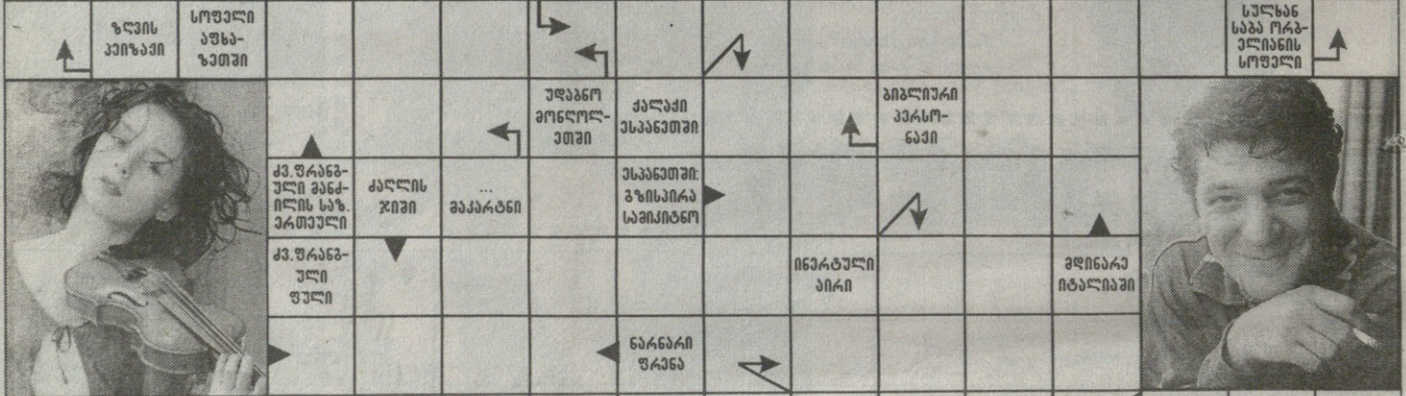 ზღვის
პეიზაჟი
სოფელი
აფხა-
ზეთში
სულხან
საბა ორბ-
ელიანის
სოფელი
უდაბნო
მონღოლ-
ეთში
ქალაქი
ესპანეთში
ბიბლიური
პერსო-
ნაჟი
ძვ.ფრანგ-
ული მანძ-
ილის საზ.
ერთეული
ძაღლის
ჯიში
...
მაკარტნი
ესპანეთში:
გზისპირა
სამიკიტნო
ძვ.ფრანგ-
ული
ფული
ინერტული
აირი
მდინარე
იტალიაში
ნარნარი
ფრენა